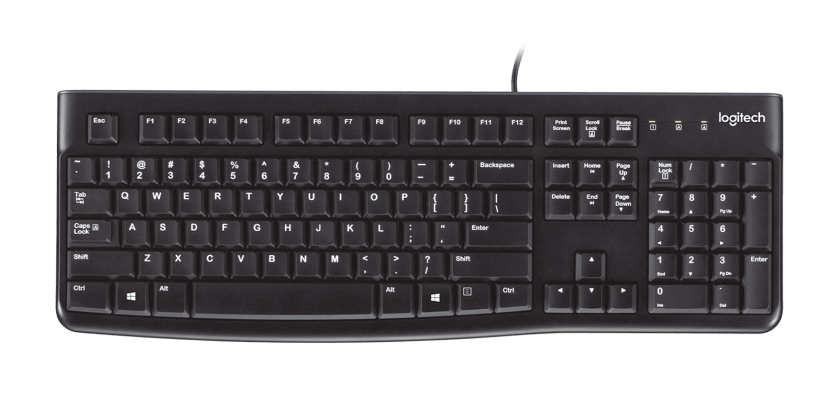 logitech
Esc F1 F2 F3 F4 F5 F6 F7 F8 F9 F10 F11 F12 Print Screen Scroll Lock Pause Break 1 A
~ ` ! 1 @ 2 # 3 $ 4 % 5 ^ 6 & 7 * 8 ( 9 ) 0 — – + = Backspace Insert Home Page Up Num Lock / * -
Tab Q W E R T Y U I O P { [ } ] | \ Delete End Page Down 7 Home 8 9 Pg Up +
Caps Lock A A S D F G H J K L : ; “ ‘ Enter 4 5 6
Shift Z X C V B N M < , > . ? / Shift 1 End 2 3 Pg Dn Enter
Ctrl Alt Alt Ctrl 0 Ins . Del